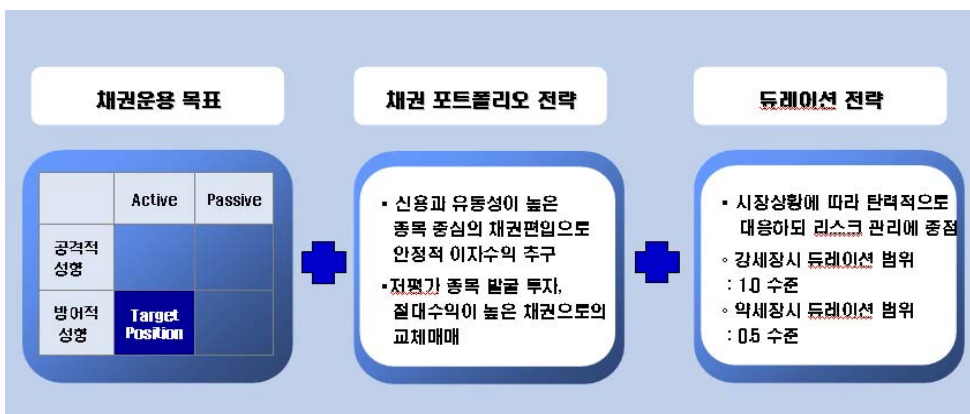 채권운용 목표
채권 포트폴리오 전략
듀레이션 전략
Active Passive
공격적
성향
방어적
성향
Target
Position
▪ 신용과 유동성이 높은
종목 중심의 채권편입으로
안정적 이자수익 추구
▪저평가 종목 발굴 투자,
절대수익이 높은 채권으로의
교체매매
▪ 시장상황에 따라 탄력적으로
대응하되 리스크 관리에 중점
◦ 강세장시 듀레이션 범위
: 1.0 수준
◦ 약세장시 듀레이션 범위
: 0.5 수준